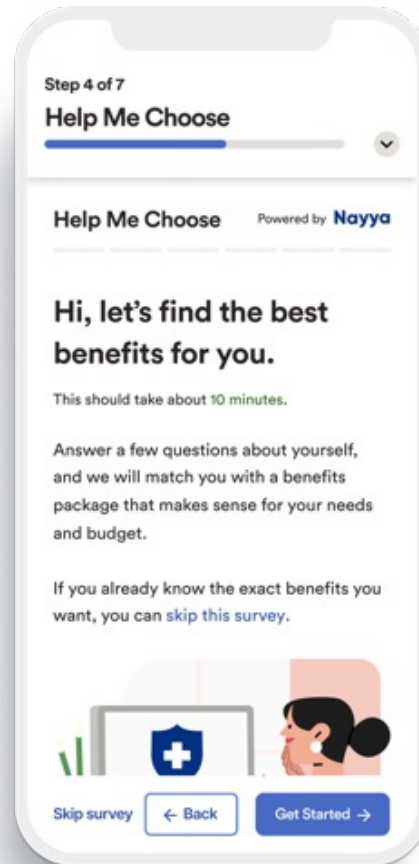 Step 4 of 7
Help Me Choose
Help Me Choose Powered by Nayya
Hi, let’s find the best
benefits for you.
This should take about 10 minutes.
Answer a few questions about yourself,
and we will match you with a benefits
package that makes sense for your needs
and budget.
If you already know the exact benefits you
want, you can skip this survey.
Skip survey ← Back Get Started →